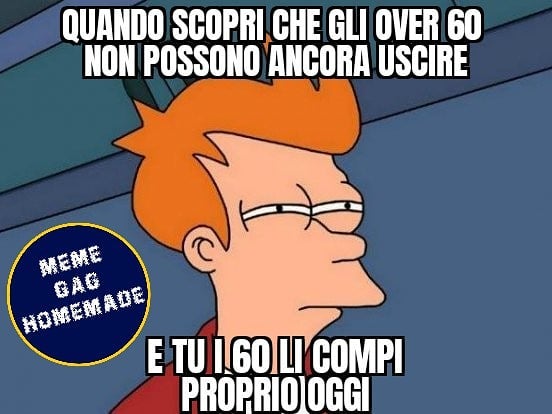 QUANDO SCOPRI CHE GLI OVER 60
NON POSSONO ANCORA USCIRE
MEME
GAG
HOMEMADE
E TU I 60 LI COMPI
PROPRIO OGGI